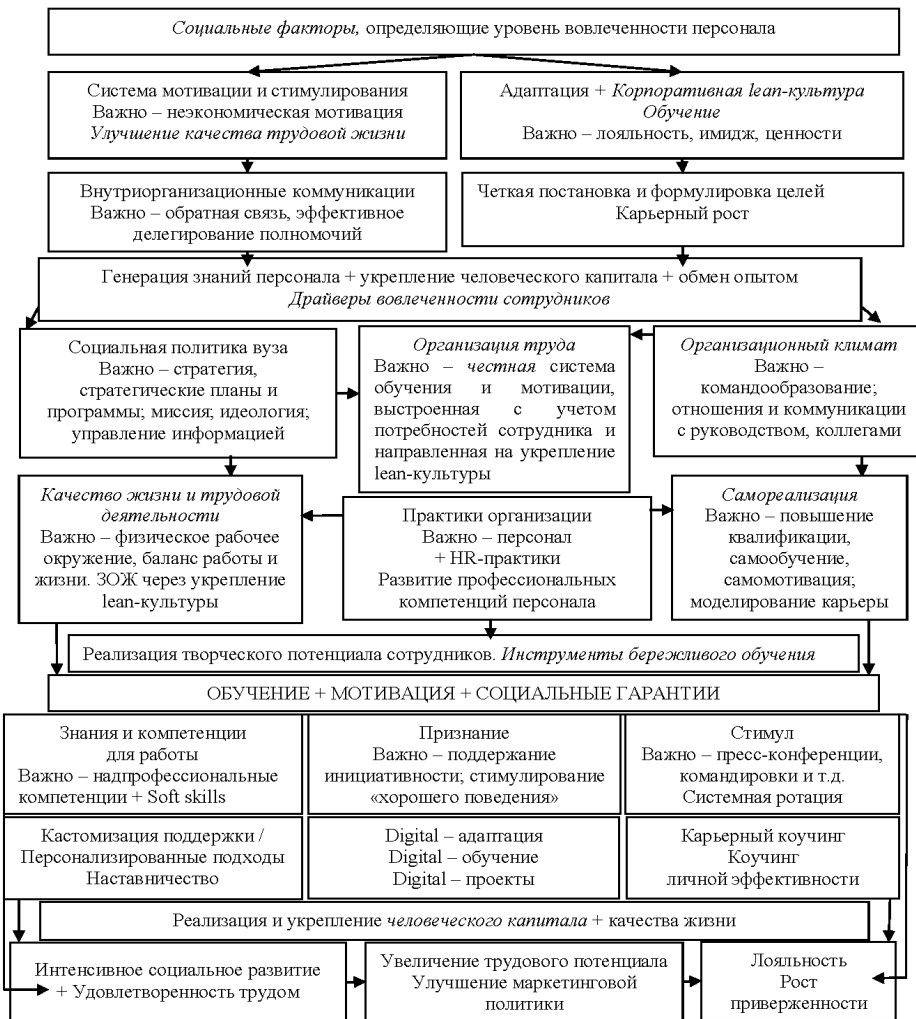 Социальные факторы, определяющие уровень вовлеченности персонала
Система мотивации и стимулирования
Важно – неэкономическая мотивация
Улучшение качества трудовой жизни
Адаптация + Корпоративная lean-культура
Обучение
Важно – лояльность, имидж, ценности
Внутриорганизационные коммуникации
Важно – обратная связь, эффективное
делегирование полномочий
Четкая постановка и формулировка целей
Карьерный рост
Генерация знаний персонала + укрепление человеческого капитала + обмен опытом
Драйверы вовлеченности сотрудников
Социальная политика вуза
Важно – стратегия,
стратегические планы и
программы; миссия; идеология;
управление информацией
Организация труда
Важно – честная система
обучения и мотивации,
выстроенная с учетом
потребностей сотрудника и
направленная на укрепление
lean-культуры
Организационный климат
Важно –
командообразование;
отношения и коммуникации
с руководством, коллегами
Качество жизни и трудовой
деятельности
Важно – физическое рабочее
окружение, баланс работы и
жизни. ЗОЖ через укрепление
lean-культуры
Практики организации
Важно – персонал
+ HR-практики
Развитие профессиональных
компетенций персонала
Самореализация
Важно – повышение
квалификации,
самообучение,
самомотивация;
моделирование карьеры
Реализация творческого потенциала сотрудников. Инструменты бережливого обучения
ОБУЧЕНИЕ + МОТИВАЦИЯ + СОЦИАЛЬНЫЕ ГАРАНТИИ
Знания и компетенции
для работы
Важно – надпрофессиональные
компетенции + Soft skills
Признание
Важно – поддержание
инициативности; стимулирование
«хорошего поведения»
Стимул
Важно – пресс-конференции,
командировки и т.д.
Системная ротация
Кастомизация поддержки /
Персонализированные подходы
Наставничество
Digital – адаптация
Digital – обучение
Digital – проекты
Карьерный коучинг
Коучинг
личной эффективности
Реализация и укрепление человеческого капитала + качества жизни
Интенсивное социальное развитие
+ Удовлетворенность трудом
Увеличение трудового потенциала
Улучшение маркетинговой
политики
Лояльность
Рост
приверженности